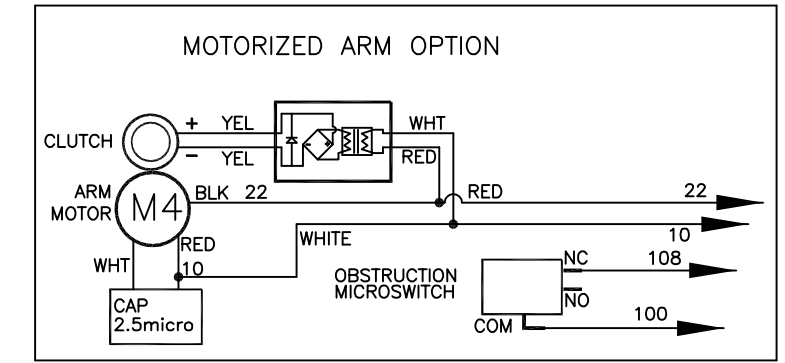 MOTORIZED ARM OPTION
+ YEL
WHT
CLUTCH
- YEL
RED
ARM
MOTOR
M4
BLK 22
RED
22
RED
WHITE
10
WHT
10
OBSTRUCTION
MICROSWITCH
NC
108
NO
CAP
2.5micro
COM
100